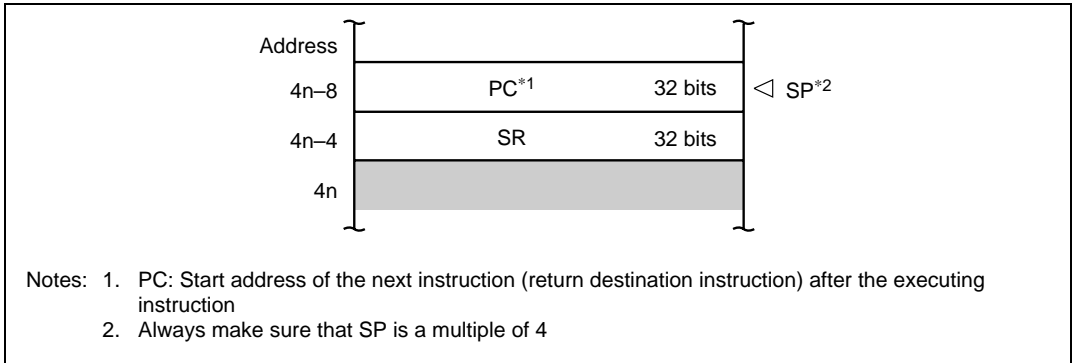 Address
4n–8 PC*1 32 bits SP*2
4n–4 SR 32 bits
4n
Notes: 1. PC: Start address of the next instruction (return destination instruction) after the executing
instruction
2. Always make sure that SP is a multiple of 4